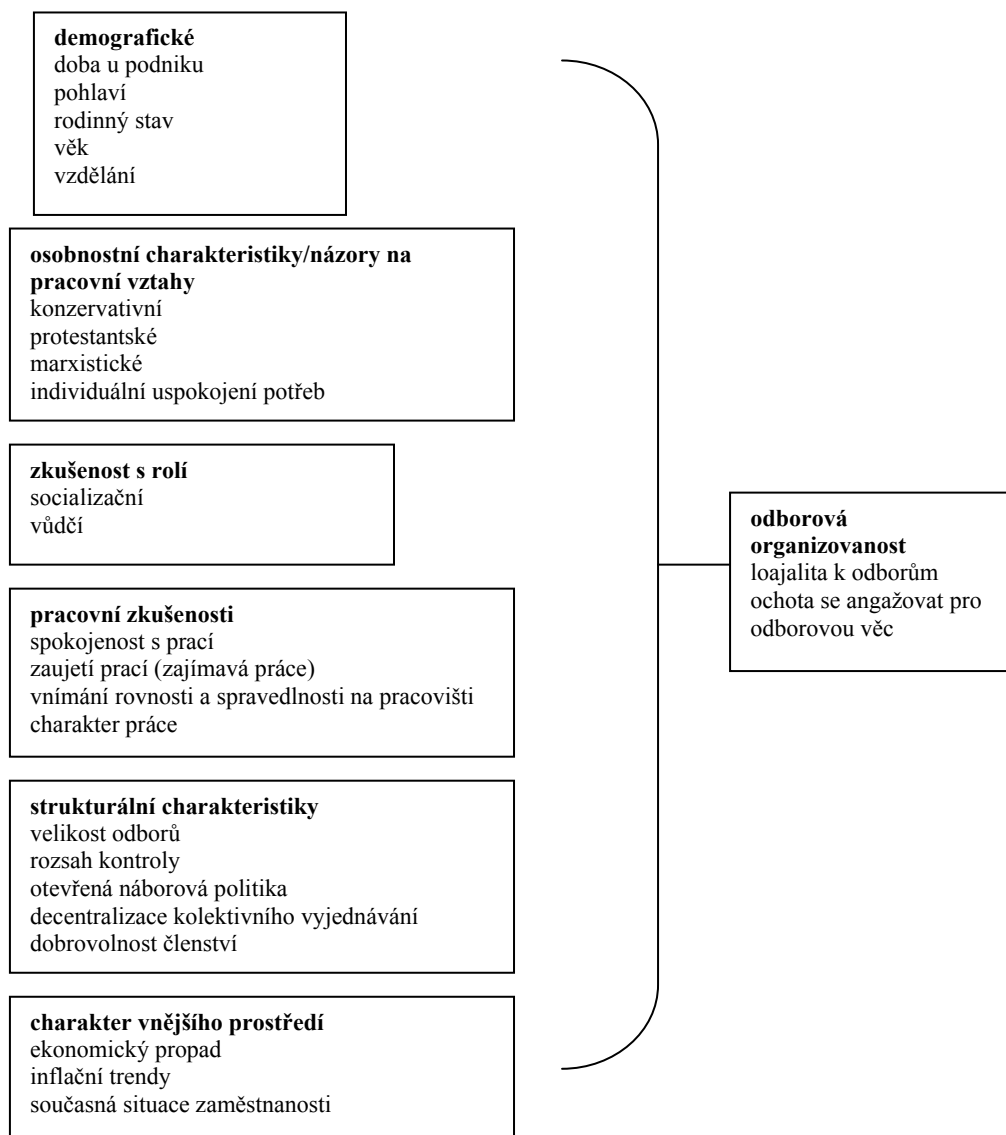 demografické
doba u podniku
pohlaví
rodinný stav
věk
vzdělání
osobnostní charakteristiky/názory na
pracovní vztahy
konzervativní
protestantské
marxistické
individuální uspokojení potřeb
zkušenost s rolí
socializační
vůdčí
pracovní zkušenosti
spokojenost s prací
zaujetí prací (zajímavá práce)
vnímání rovnosti a spravedlnosti na pracovišti
charakter práce
strukturální charakteristiky
velikost odborů
rozsah kontroly
otevřená náborová politika
decentralizace kolektivního vyjednávání
dobrovolnost členství
charakter vnějšího prostředí
ekonomický propad
inflační trendy
současná situace zaměstnanosti
odborová
organizovanost
loajalita k odborům
ochota se angažovat pro
odborovou věc